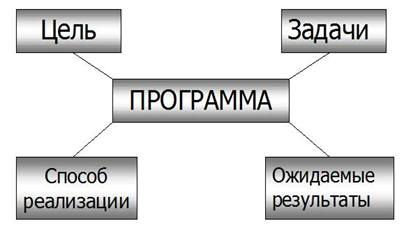 Цель
Задачи
ПРОГРАММА
Способ
реализации
Ожидаемые
результаты